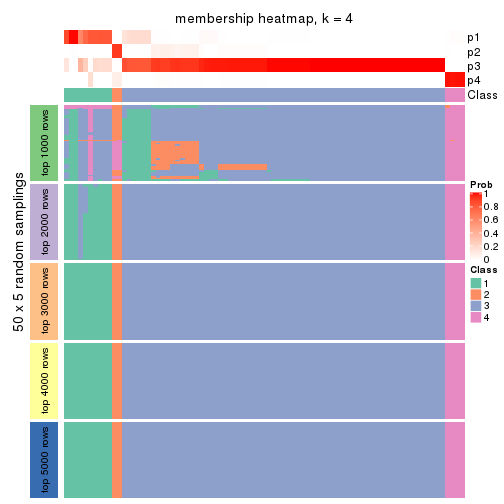 membership heatmap, k = 4
p1
p2
p3
p4
Class
50 x 5 random samplings
top 1000 rows
top 2000 rows
top 3000 rows
top 4000 rows
top 5000 rows
Prob
1
0.8
0.6
0.4
0.2
0
Class
1
2
3
4